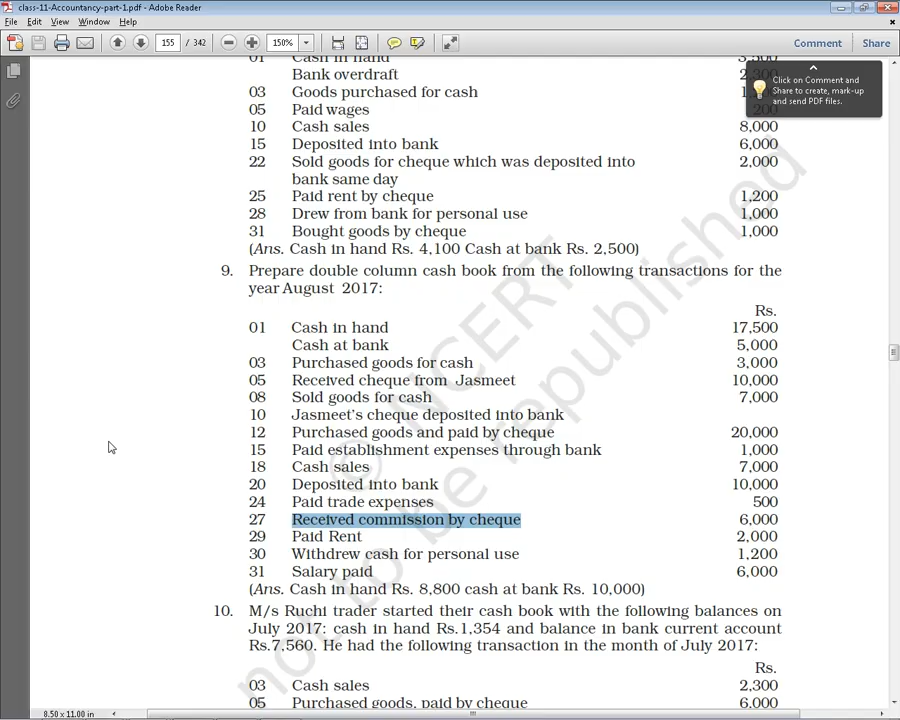 class-11-Accountancy-part-1.pdf - Adobe Reader
File Edit View Window Help
155 / 342 150% Comment Share
Click on Comment and
Share to create, mark-up
and send PDF files.
01 Cash in hand 3,500
Bank overdraft 2,300
03 Goods purchased for cash
05 Paid wages 200
10 Cash sales 8,000
15 Deposited into bank 6,000
22 Sold goods for cheque which was deposited into 2,000
bank same day
25 Paid rent by cheque 1,200
28 Drew from bank for personal use 1,000
31 Bought goods by cheque 1,000
(Ans. Cash in hand Rs. 4,100 Cash at bank Rs. 2,500)
9. Prepare double column cash book from the following transactions for the
year August 2017:
Rs.
01 Cash in hand 17,500
Cash at bank 5,000
03 Purchased goods for cash 3,000
05 Received cheque from Jasmeet 10,000
08 Sold goods for cash 7,000
10 Jasmeet's cheque deposited into bank
12 Purchased goods and paid by cheque 20,000
15 Paid establishment expenses through bank 1,000
18 Cash sales 7,000
20 Deposited into bank 10,000
24 Paid trade expenses 500
27 Received commission by cheque 6,000
29 Paid Rent 2,000
30 Withdrew cash for personal use 1,200
31 Salary paid 6,000
(Ans. Cash in hand Rs. 8,800 cash at bank Rs. 10,000)
10. M/s Ruchi trader started their cash book with the following balances on
July 2017: cash in hand Rs.1,354 and balance in bank current account
Rs.7,560. He had the following transaction in the month of July 2017:
Rs.
03 Cash sales 2,300
05 Purchased goods, paid by cheque 6,000
© NCERT
not to be republished
8.50 x 11.00 in